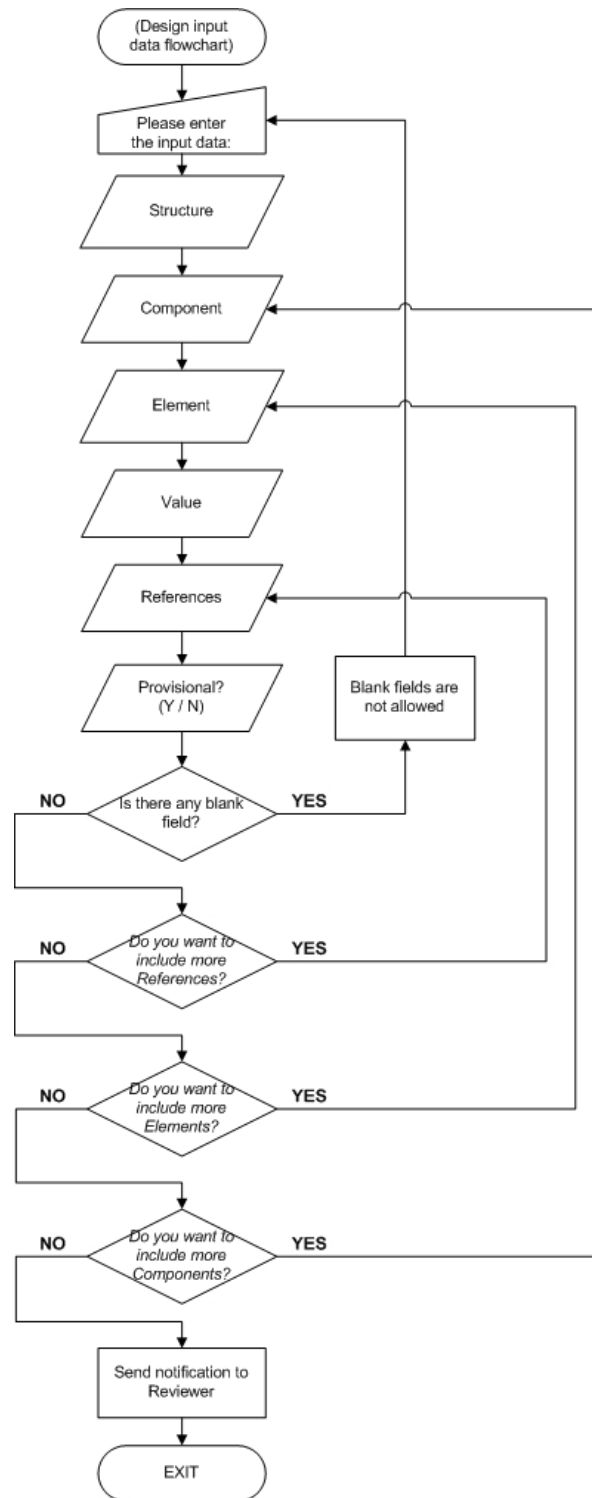 (Design input
data flowchart)
Please enter
the input data:
Structure
Component
Element
Value
References
Provisional?
(Y / N)
Blank fields are
not allowed
NO
Is there any blank
field?
YES
NO
Do you want to
include more
References?
YES
NO
Do you want to
include more
Elements?
YES
NO
Do you want to
include more
Components?
YES
Send notification to
Reviewer
EXIT